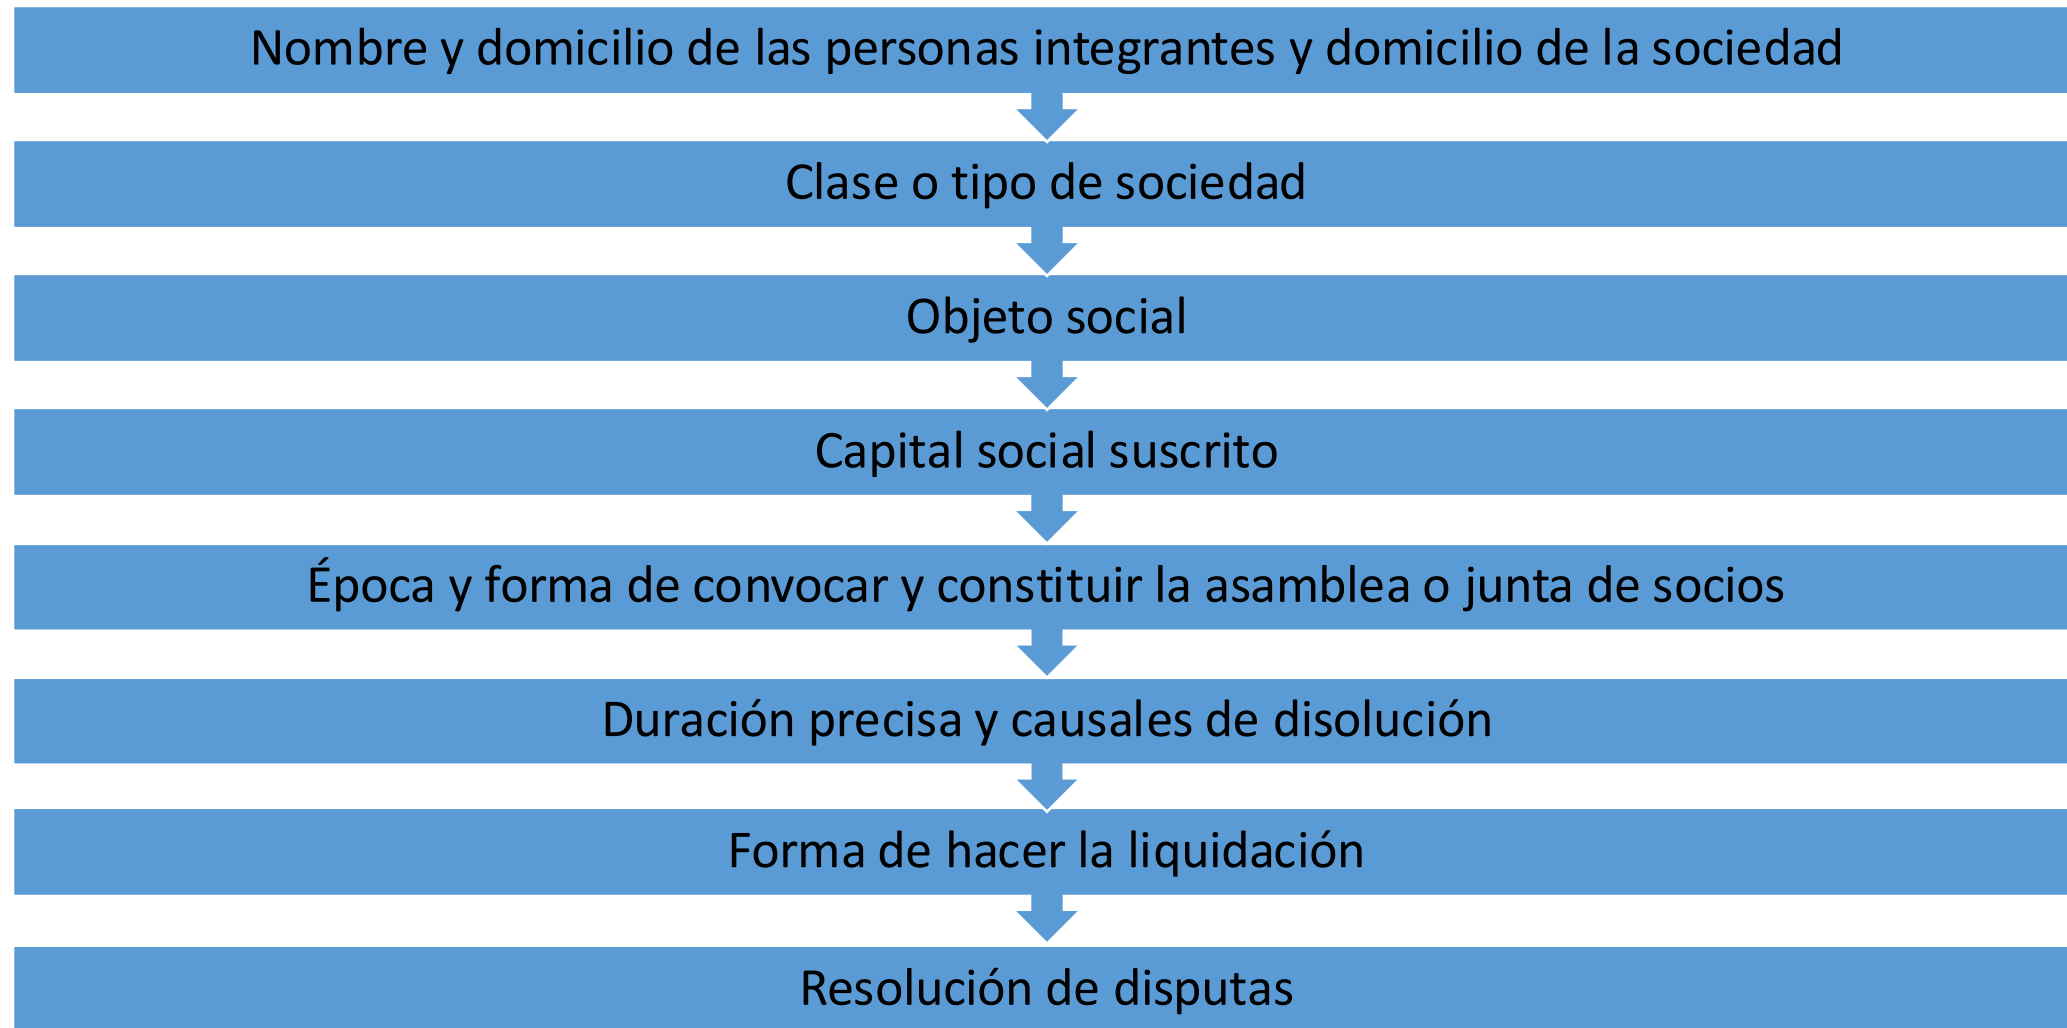 Nombre y domicilio de las personas integrantes y domicilio de la sociedad
Clase o tipo de sociedad
Objeto social
Capital social suscrito
Época y forma de convocar y constituir la asamblea o junta de socios
Duración precisa y causales de disolución
Forma de hacer la liquidación
Resolución de disputas